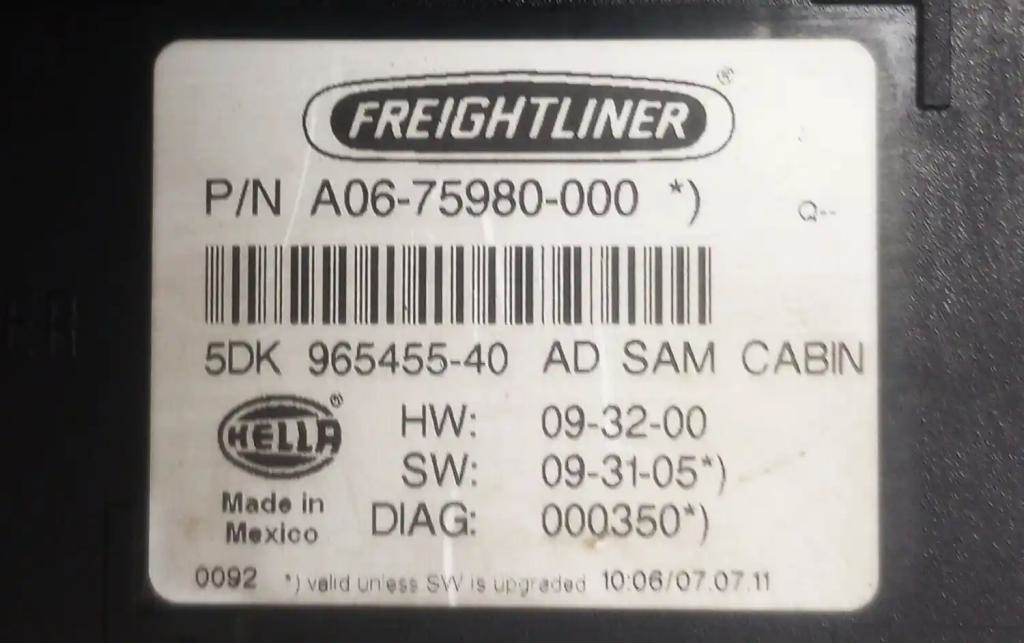 FREIGHTLINER®
P/N A06-75980-000 *)
Q--
5DK 965455-40 AD SAM CABIN
HELLA®
Made in
Mexico
HW: 09-32-00
SW: 09-31-05*)
DIAG: 000350*)
0092 *) valid unless SW is upgraded 10:06/07.07.11